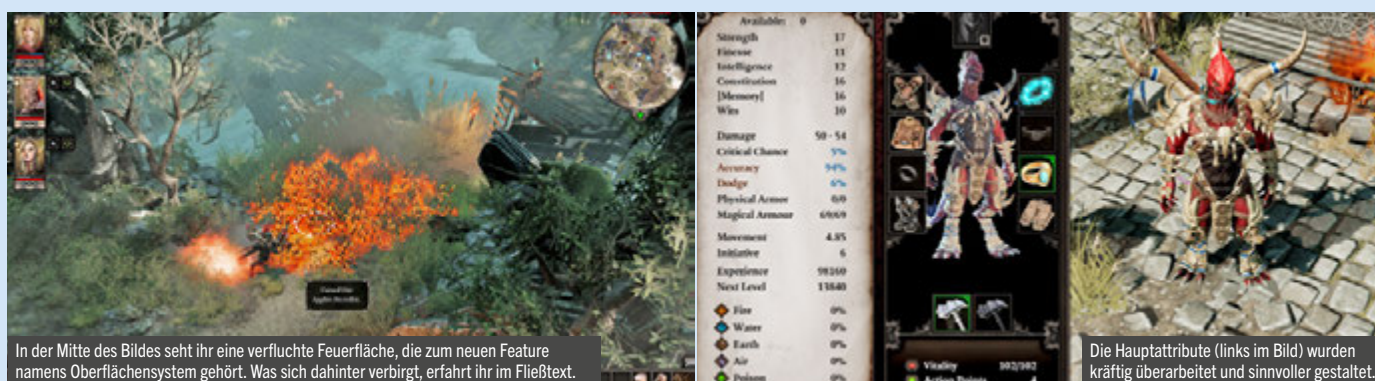 Available: 0
Strength 17
Finesse 11
Intelligence 12
Constitution 16
[Memory] 16
Wits 10
Damage 50 - 54
Critical Chance 5%
Accuracy 94%
Dodge 6%
Physical Armor 0/0
Magical Armour 69/69
Movement 4.85
Initiative 6
Experience 98160
Next Level 13840
Fire 0%
Water 0%
Earth 0%
Air 0%
Poison 0%
Vitality 102/102
Action Points 4
In der Mitte des Bildes seht ihr eine verfluchte Feuerfläche, die zum neuen Feature
namens Oberflächensystem gehört. Was sich dahinter verbirgt, erfahrt ihr im Fließtext.
Die Hauptattribute (links im Bild) wurden
kräftig überarbeitet und sinnvoller gestaltet.